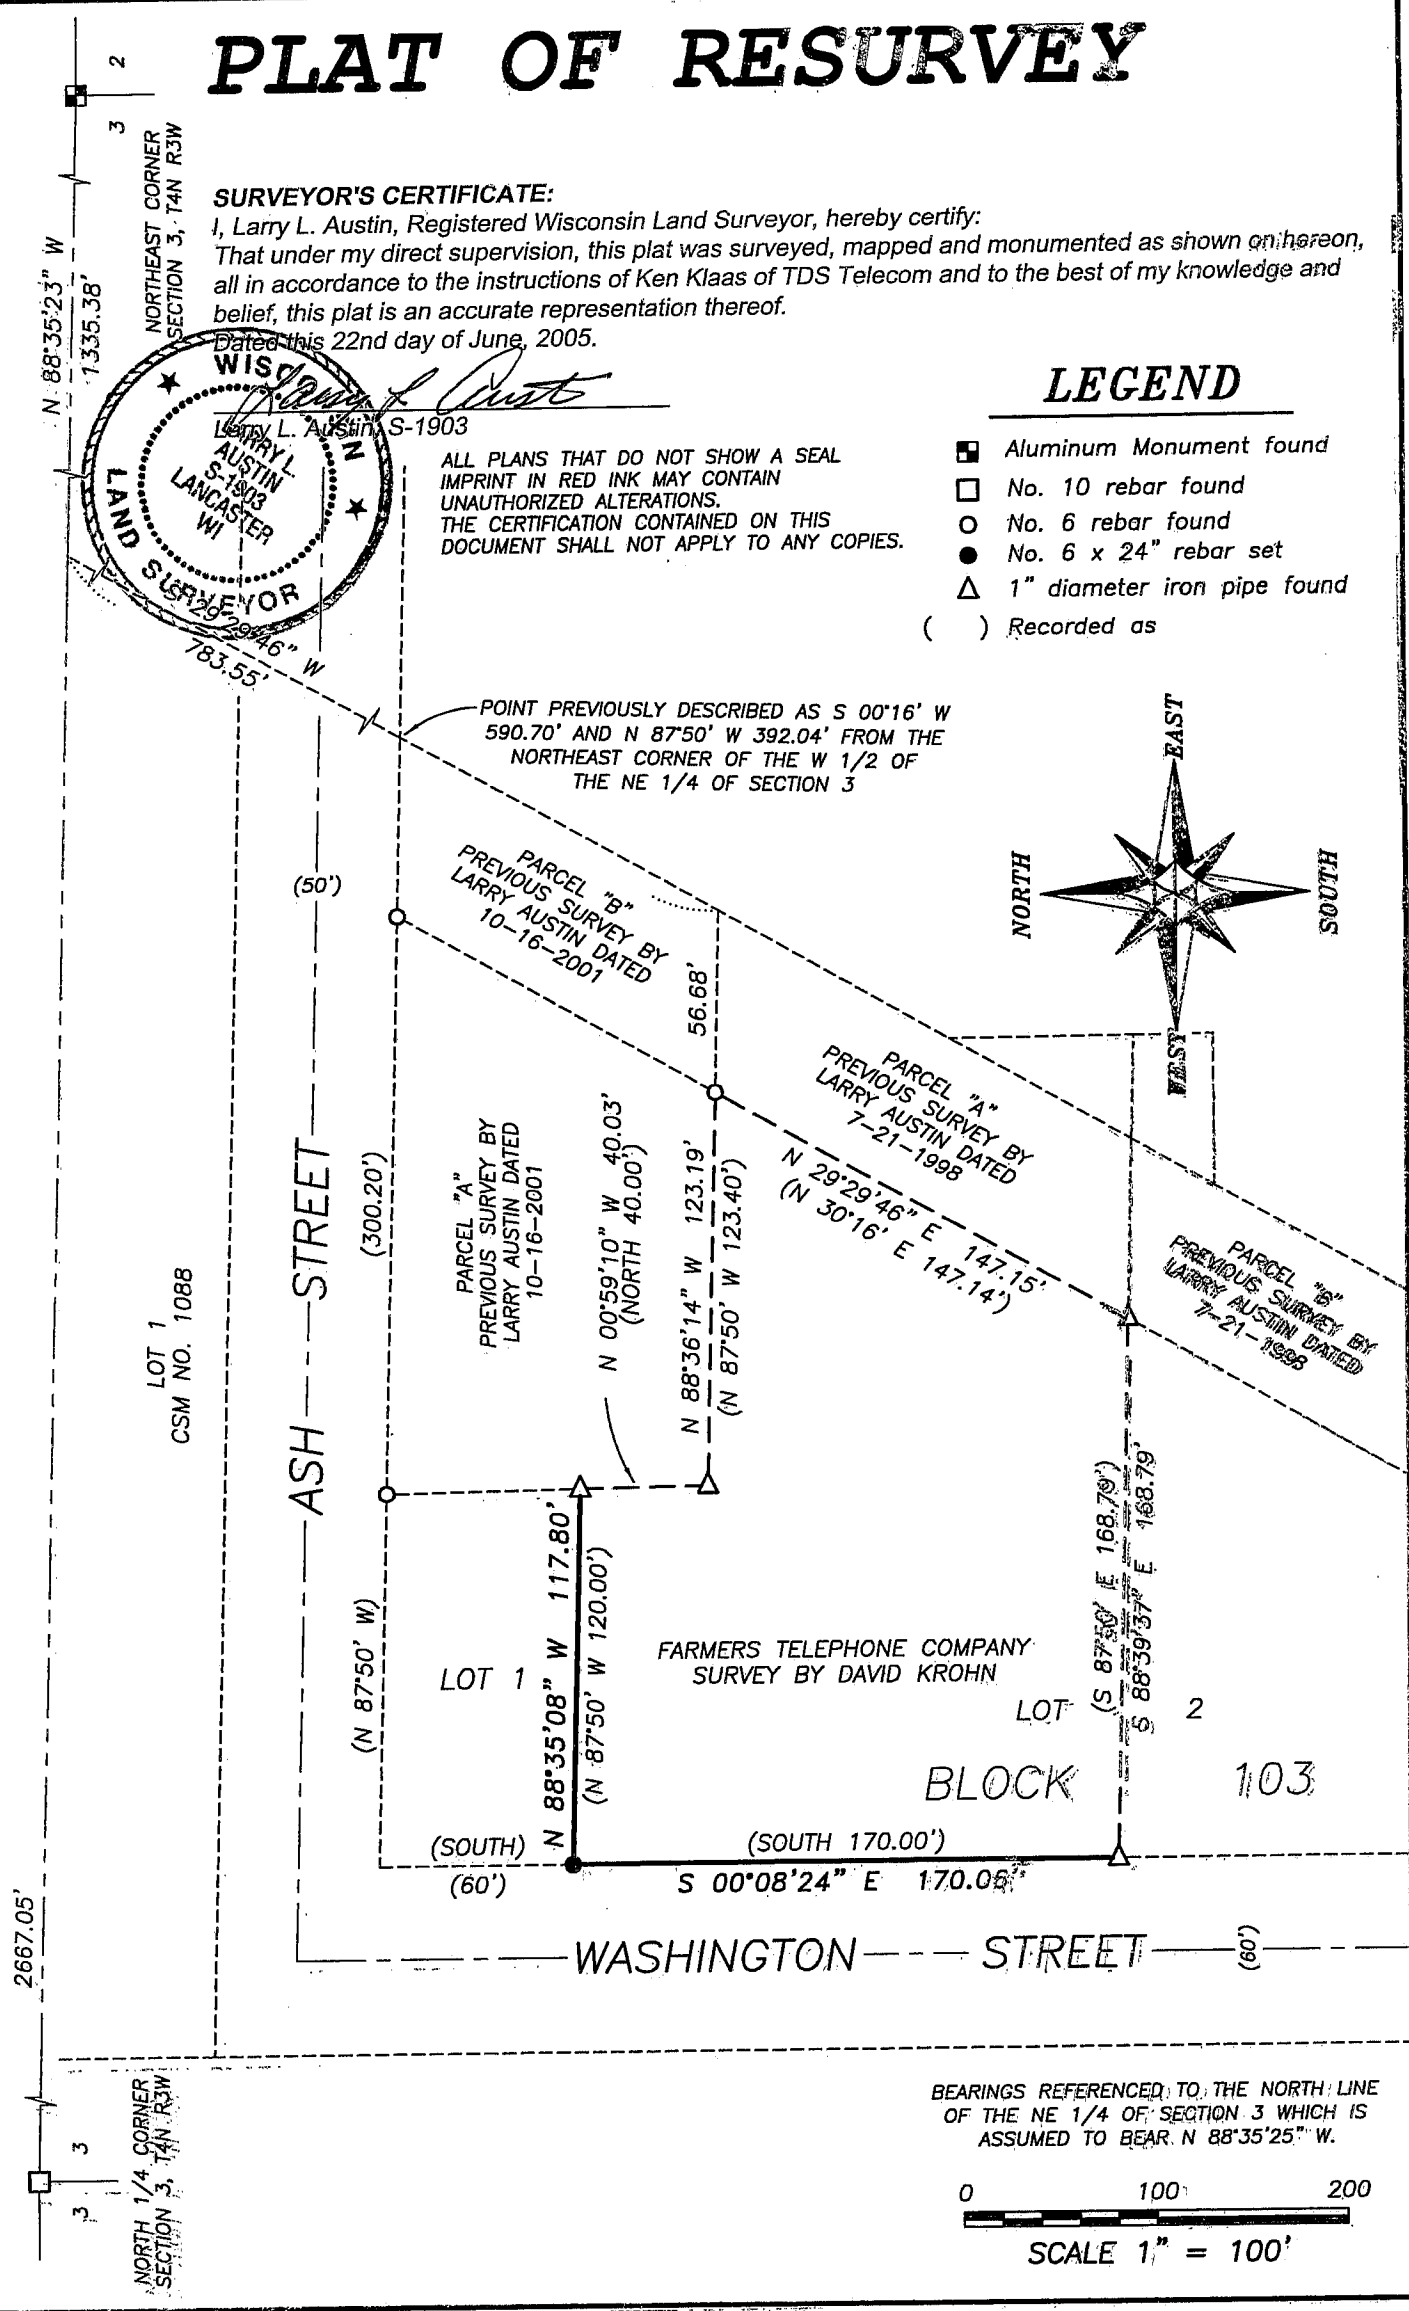 PLAT OF RESURVEY
2
3
NORTHEAST CORNER
SECTION 3, T4N R3W
N 88°35'23" W
1335.38'
SURVEYOR'S CERTIFICATE:
I, Larry L. Austin, Registered Wisconsin Land Surveyor, hereby certify:
That under my direct supervision, this plat was surveyed, mapped and monumented as shown on hereon,
all in accordance to the instructions of Ken Klaas of TDS Telecom and to the best of my knowledge and
belief, this plat is an accurate representation thereof.
Dated this 22nd day of June, 2005.
Larry L. Austin, S-1903
WISCONSIN
LARRY L.
AUSTIN
S-1903
LANCASTER
WI
LAND SURVEYOR
ALL PLANS THAT DO NOT SHOW A SEAL
IMPRINT IN RED INK MAY CONTAIN
UNAUTHORIZED ALTERATIONS.
THE CERTIFICATION CONTAINED ON THIS
DOCUMENT SHALL NOT APPLY TO ANY COPIES.
LEGEND
Aluminum Monument found
No. 10 rebar found
No. 6 rebar found
No. 6 x 24" rebar set
1" diameter iron pipe found
( ) Recorded as
S 29°29'46" W
783.55'
POINT PREVIOUSLY DESCRIBED AS S 00°16' W
590.70' AND N 87°50' W 392.04' FROM THE
NORTHEAST CORNER OF THE W 1/2 OF
THE NE 1/4 OF SECTION 3
EAST
NORTH
SOUTH
WEST
(50')
PARCEL "B"
PREVIOUS SURVEY BY
LARRY AUSTIN DATED
10-16-2001
56.68'
PARCEL "A"
PREVIOUS SURVEY BY
LARRY AUSTIN DATED
7-21-1998
N 29°29'46" E 147.15'
(N 30°16' E 147.14')
PARCEL "B"
PREVIOUS SURVEY BY
LARRY AUSTIN DATED
7-21-1998
PARCEL "A"
PREVIOUS SURVEY BY
LARRY AUSTIN DATED
10-16-2001
N 00°59'10" W 40.03'
(NORTH 40.00')
N 88°36'14" W 123.19'
(N 87°50' W 123.40')
(300.20')
ASH STREET
LOT 1
CSM NO. 1088
(N 87°50' W)
LOT 1
N 88°35'08" W 117.80'
(N 87°50' W 120.00')
FARMERS TELEPHONE COMPANY
SURVEY BY DAVID KROHN
LOT 2
(S 87°50' E 168.79')
S 88°39'37" E 168.79'
BLOCK 103
(SOUTH)
(60')
(SOUTH 170.00')
S 00°08'24" E 170.06'
WASHINGTON STREET
(60')
2667.05'
NORTH 1/4 CORNER
SECTION 3, T4N R3W
3
3
BEARINGS REFERENCED TO THE NORTH LINE
OF THE NE 1/4 OF SECTION 3 WHICH IS
ASSUMED TO BEAR N 88°35'25" W.
0 100 200
SCALE 1" = 100'